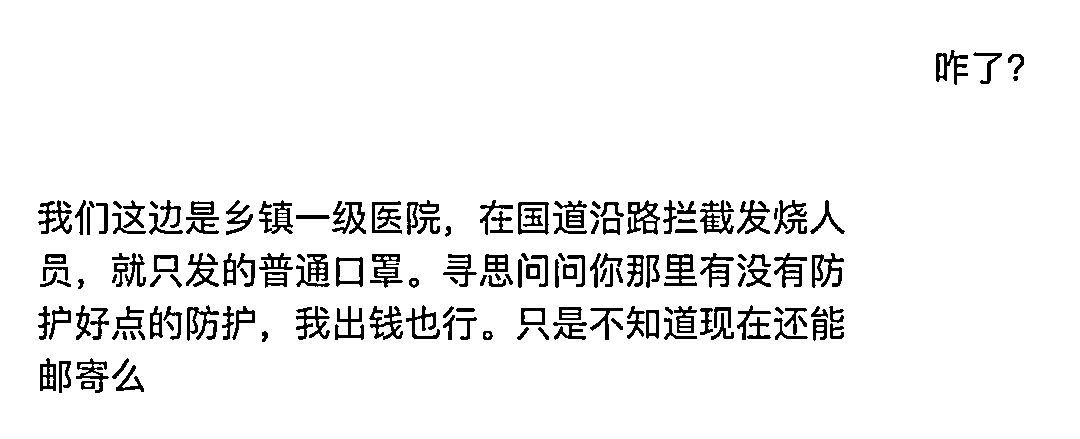 咋了？
我们这边是乡镇一级医院，在国道沿路拦截发烧人
员，就只发的普通口罩。寻思问问你那里有没有防
护好点的防护，我出钱也行。只是不知道现在还能
邮寄么